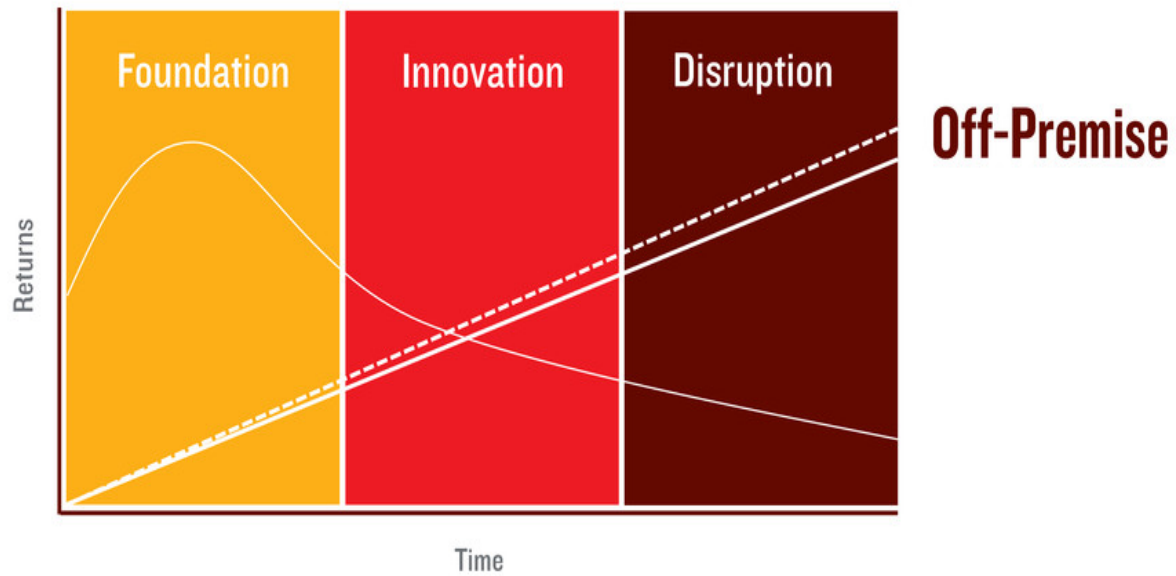 Foundation
Innovation
Disruption
Off-Premise
Returns
Time